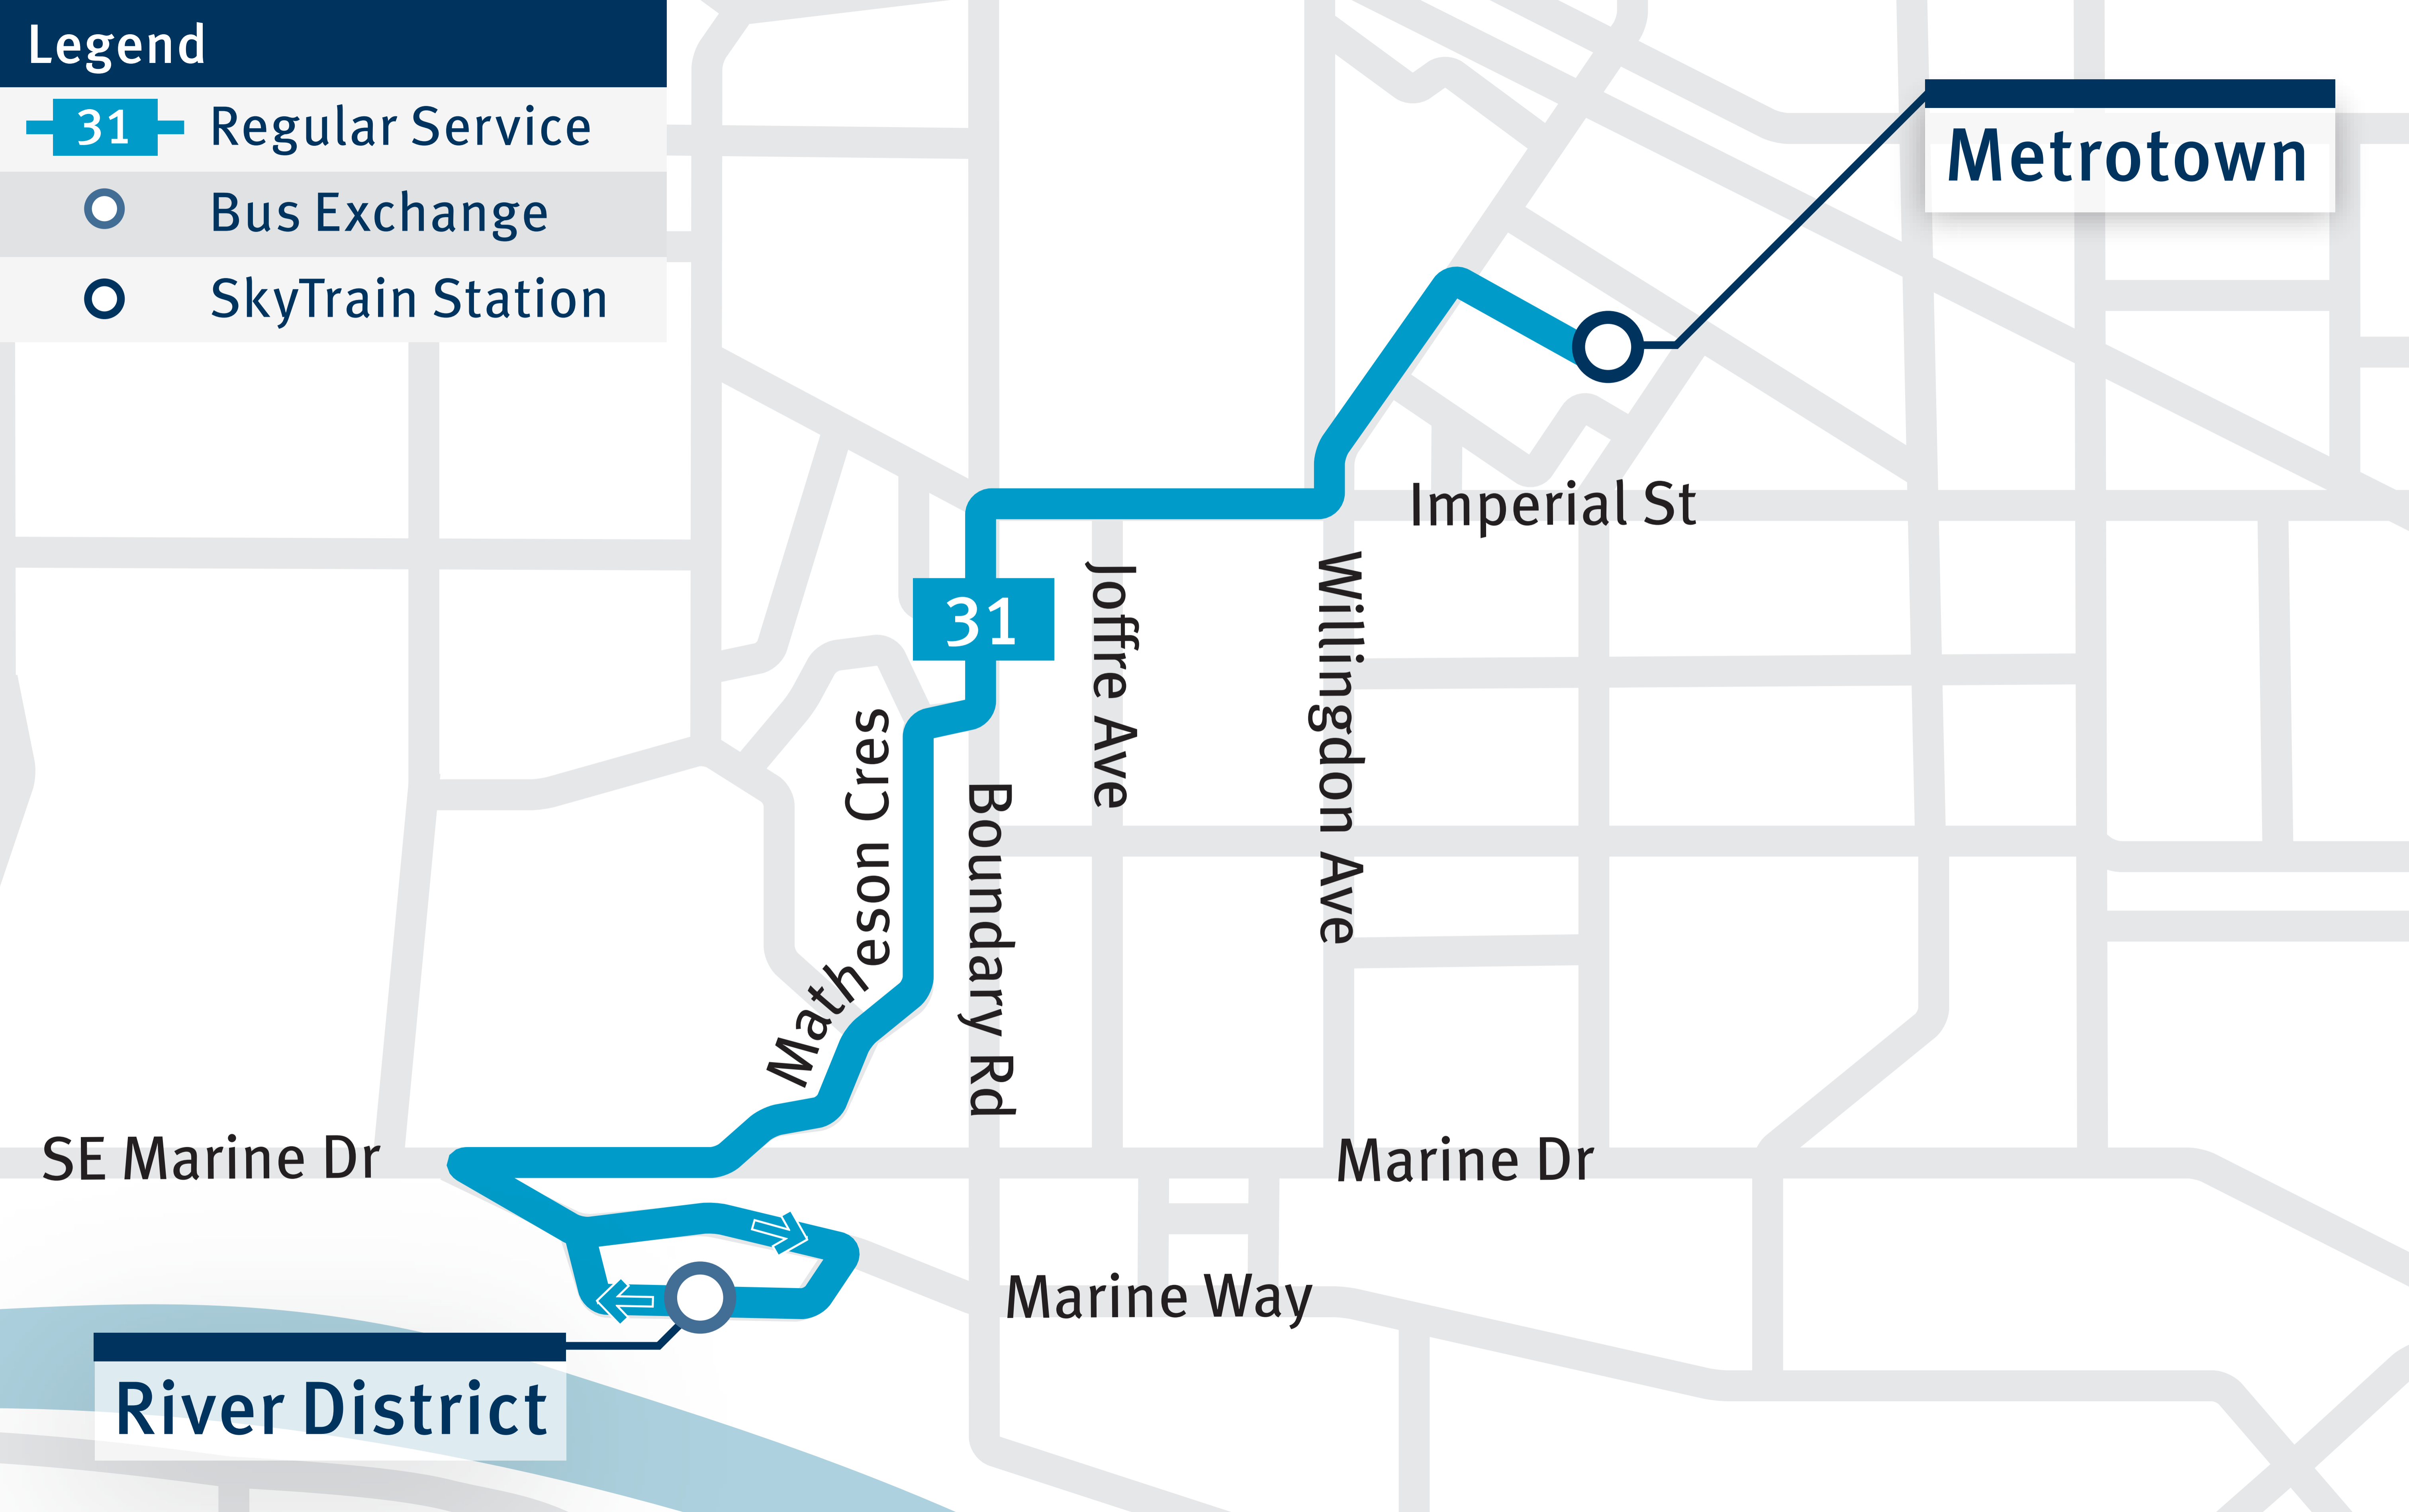 Legend
31 Regular Service
Bus Exchange
SkyTrain Station
Metrotown
Imperial St
31
Joffre Ave
Willingdon Ave
Matheson Cres
Boundary Rd
SE Marine Dr
Marine Dr
Marine Way
River District